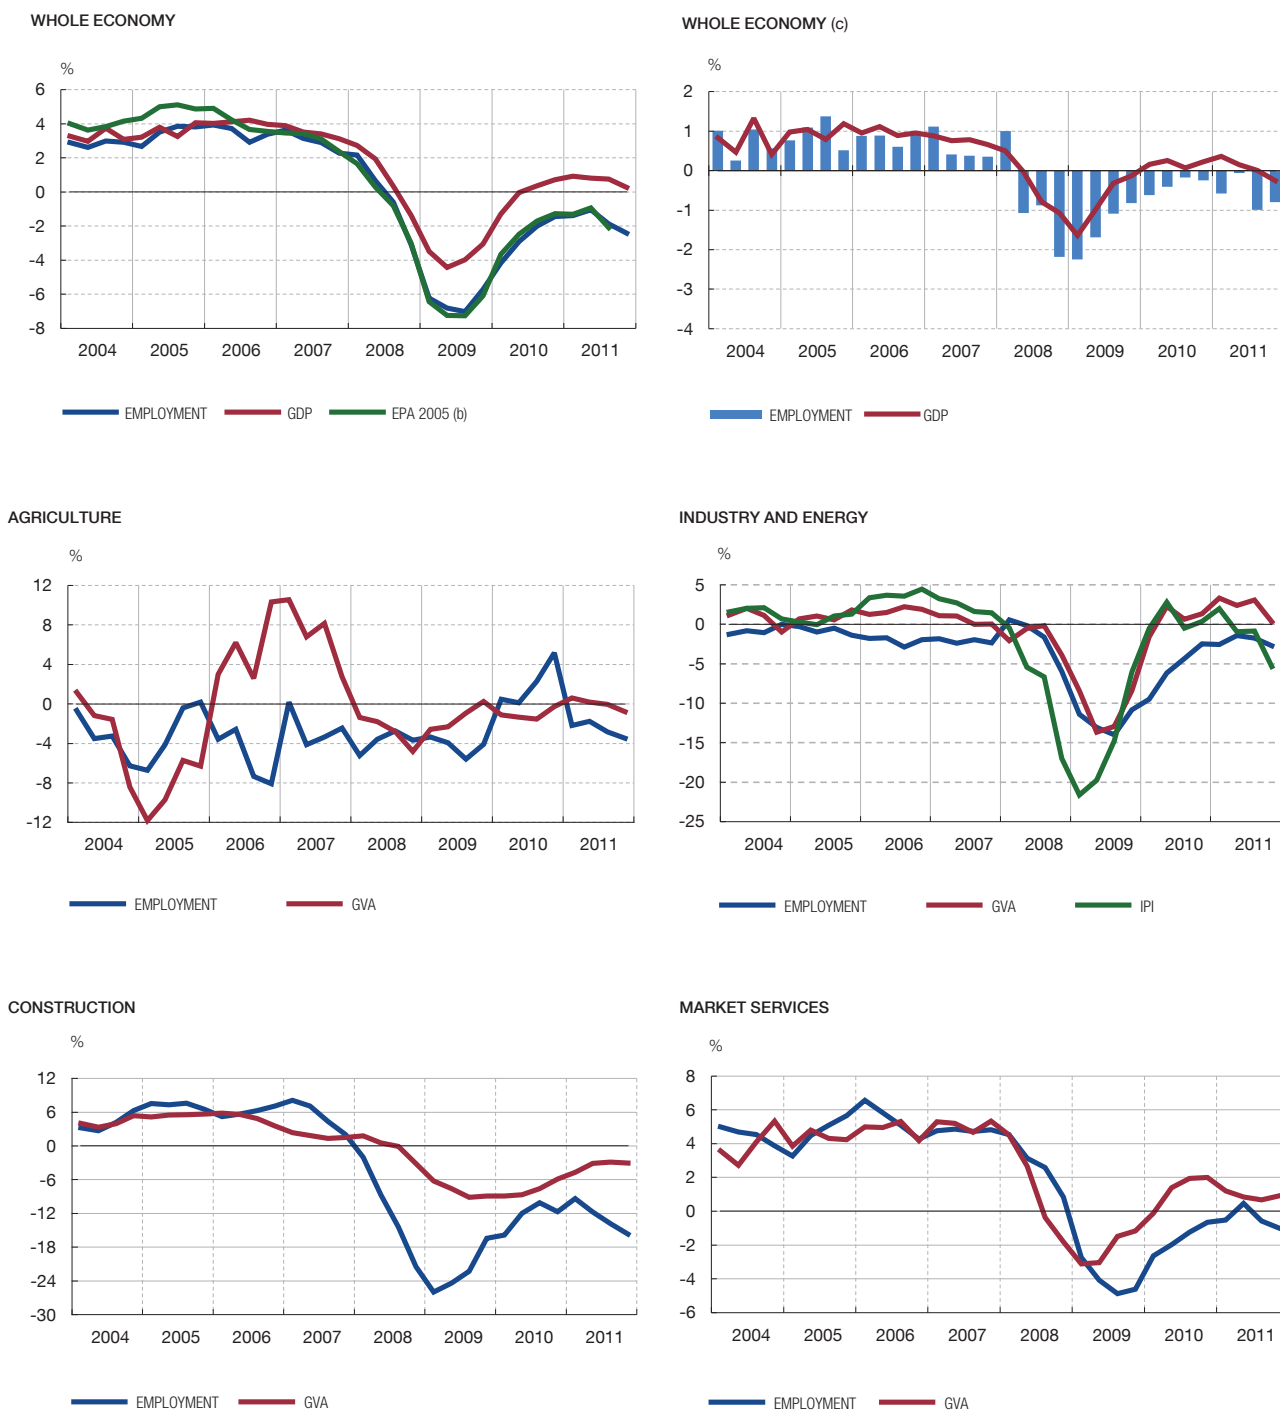 WHOLE ECONOMY
%
6
4
2
0
-2
-4
-6
-8
2004 2005 2006 2007 2008 2009 2010 2011
EMPLOYMENT GDP EPA 2005 (b)
WHOLE ECONOMY (c)
%
2
1
0
-1
-2
-3
-4
2004 2005 2006 2007 2008 2009 2010 2011
EMPLOYMENT GDP
AGRICULTURE
%
12
8
4
0
-4
-8
-12
2004 2005 2006 2007 2008 2009 2010 2011
EMPLOYMENT GVA
INDUSTRY AND ENERGY
%
5
0
-5
-10
-15
-20
-25
2004 2005 2006 2007 2008 2009 2010 2011
EMPLOYMENT GVA IPI
CONSTRUCTION
%
12
6
0
-6
-12
-18
-24
-30
2004 2005 2006 2007 2008 2009 2010 2011
EMPLOYMENT GVA
MARKET SERVICES
%
8
6
4
2
0
-2
-4
-6
2004 2005 2006 2007 2008 2009 2010 2011
EMPLOYMENT GVA